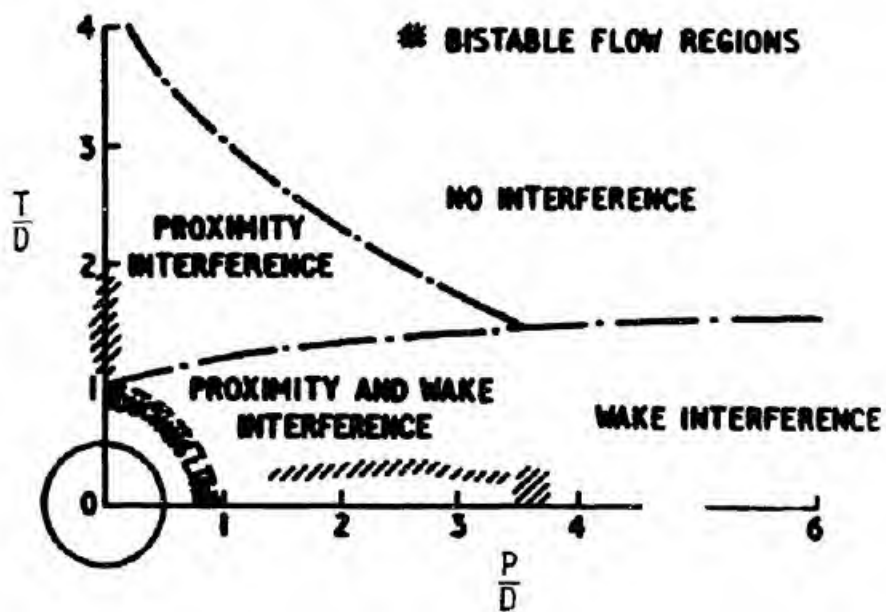 4
# BISTABLE FLOW REGIONS
3
NO INTERFERENCE
T
D
PROXIMITY
2 INTERFERENCE
1
PROXIMITY AND WAKE
INTERFERENCE
WAKE INTERFERENCE
0
1 2 3 4 6
P
D